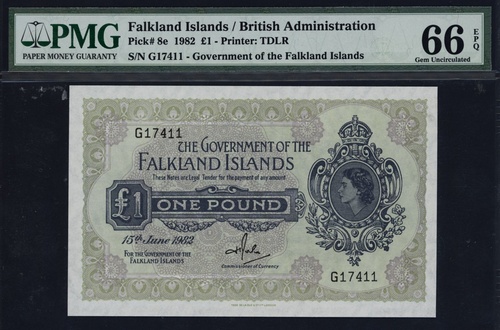 PMG
PAPER MONEY GUARANTY
Falkland Islands / British Administration
Pick# 8e 1982 £1 - Printer: TDLR
S/N G17411 - Government of the Falkland Islands
66 EPQ
Gem Uncirculated
G17411
THE GOVERNMENT OF THE
FALKLAND ISLANDS
These Notes are Legal Tender for the payment of any amount
£1 ONE POUND
15th June 1982
FOR THE GOVERNMENT OF THE
FALKLAND ISLANDS
Commissioner of Currency
G17411